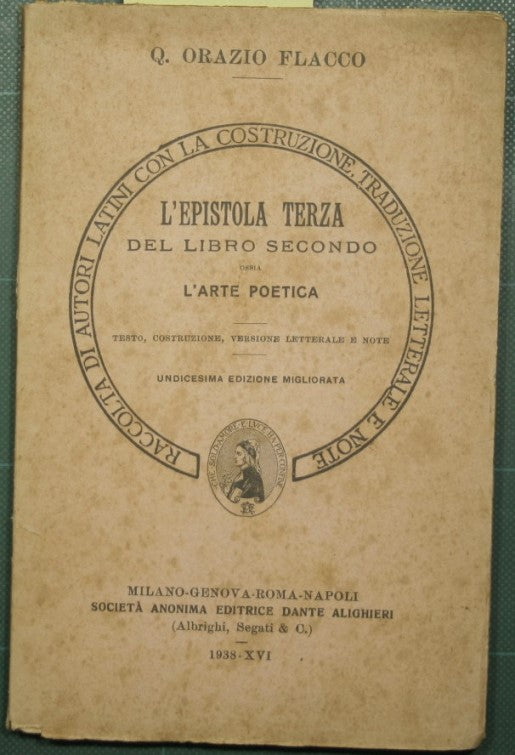 Q. ORAZIO FLACCO
RACCOLTA DI AUTORI LATINI CON LA COSTRUZIONE, TRADUZIONE LETTERALE E NOTE
L'EPISTOLA TERZA
DEL LIBRO SECONDO
OSSIA
L'ARTE POETICA
TESTO, COSTRUZIONE, VERSIONE LETTERALE E NOTE
UNDICESIMA EDIZIONE MIGLIORATA
MILANO-GENOVA-ROMA-NAPOLI
SOCIETÀ ANONIMA EDITRICE DANTE ALIGHIERI
(Albrighi, Segati & C.)
1938-XVI